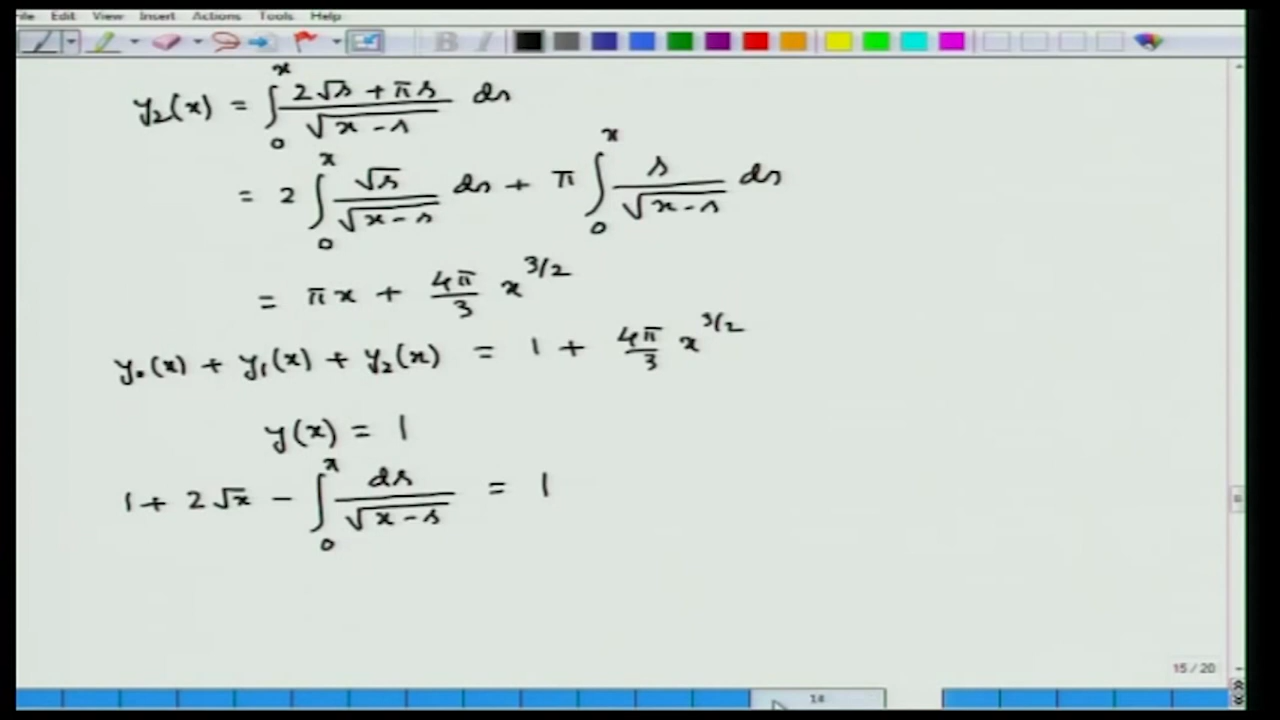 File Edit View Insert Actions Tools Help
B I
y₂(x) = ∫₀ˣ (2√s + πs)/√(x - s) ds
= 2 ∫₀ˣ √s/√(x - s) ds + π ∫₀ˣ s/√(x - s) ds
= πx + 4π/3 x^{3/2}
y₀(x) + y₁(x) + y₂(x) = 1 + 4π/3 x^{3/2}
y(x) = 1
1 + 2√x - ∫₀ˣ ds/√(x - s) = 1
15 / 20
14